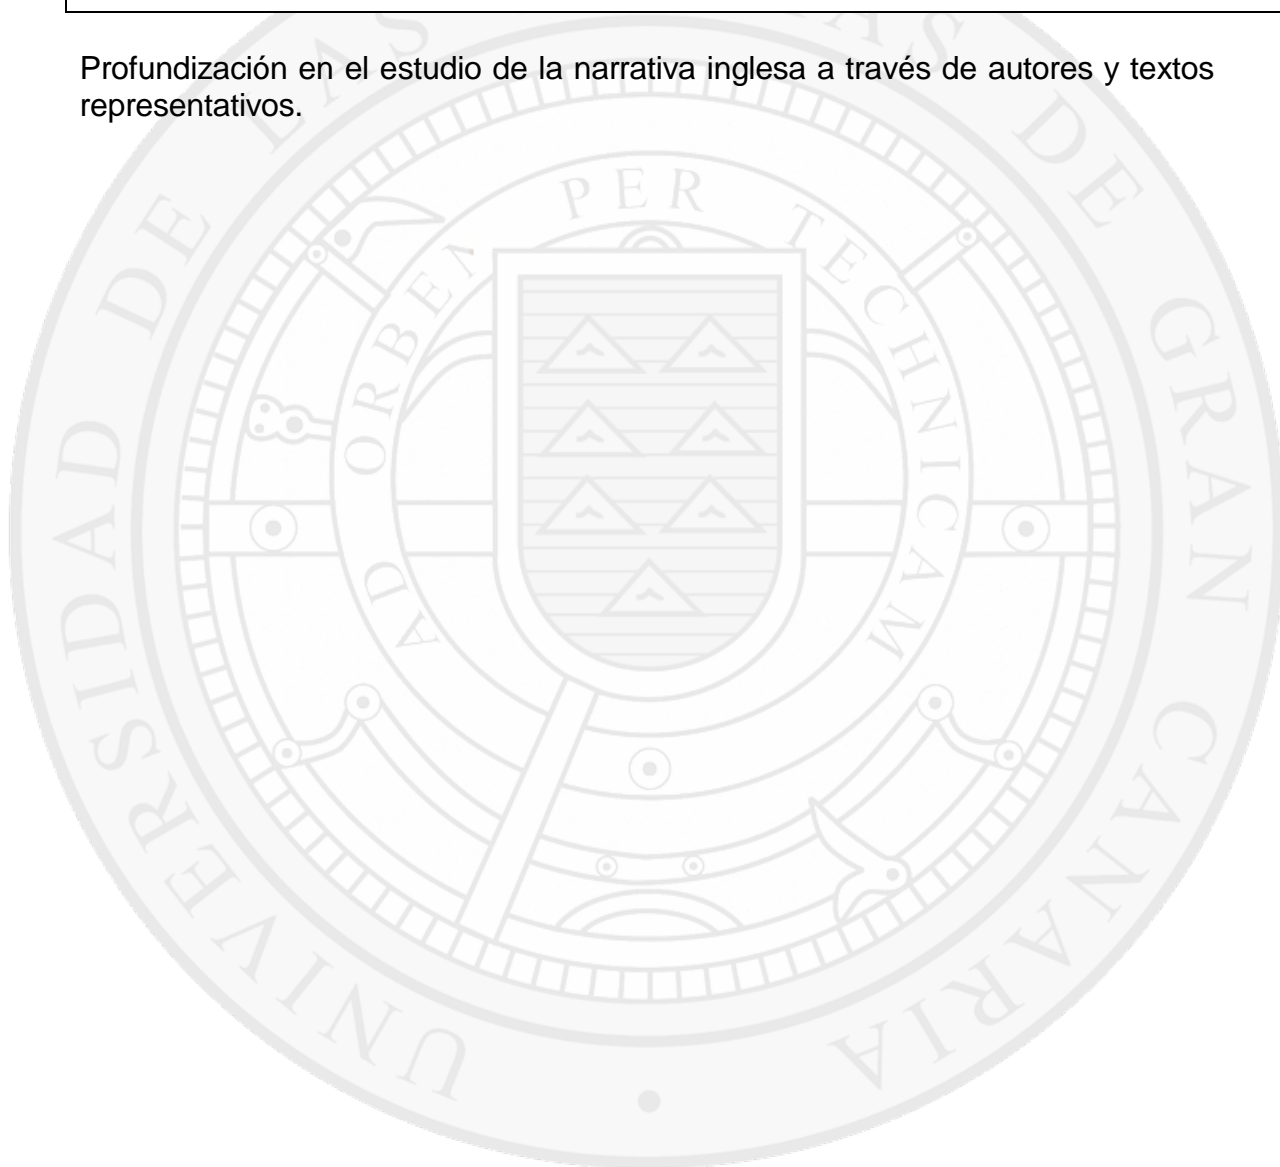 Profundización en el estudio de la narrativa inglesa a través de autores y textos
representativos.
UNIVERSIDAD DE LAS PALMAS DE GRAN CANARIA
AD ORBEM PER TECHNICAM